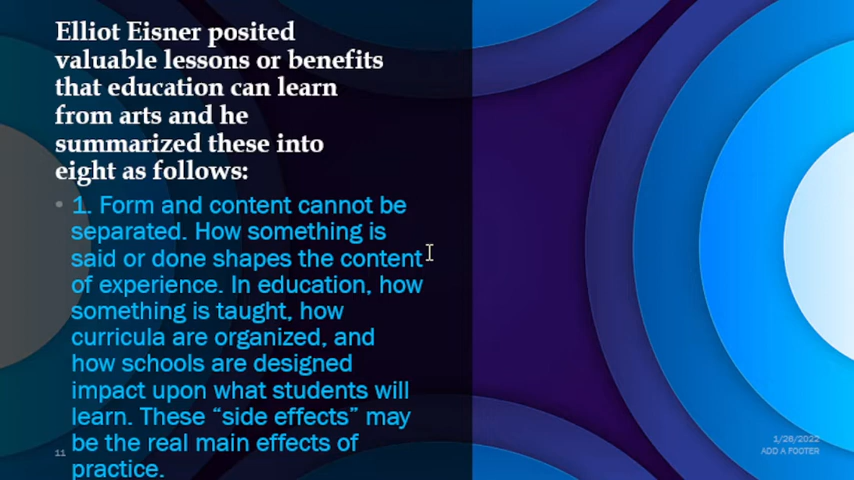 Elliot Eisner posited
valuable lessons or benefits
that education can learn
from arts and he
summarized these into
eight as follows:
• 1. Form and content cannot be
separated. How something is
said or done shapes the content
of experience. In education, how
something is taught, how
curricula are organized, and
how schools are designed
impact upon what students will
learn. These “side effects” may
be the real main effects of
practice.
11
1/26/2022
ADD A FOOTER